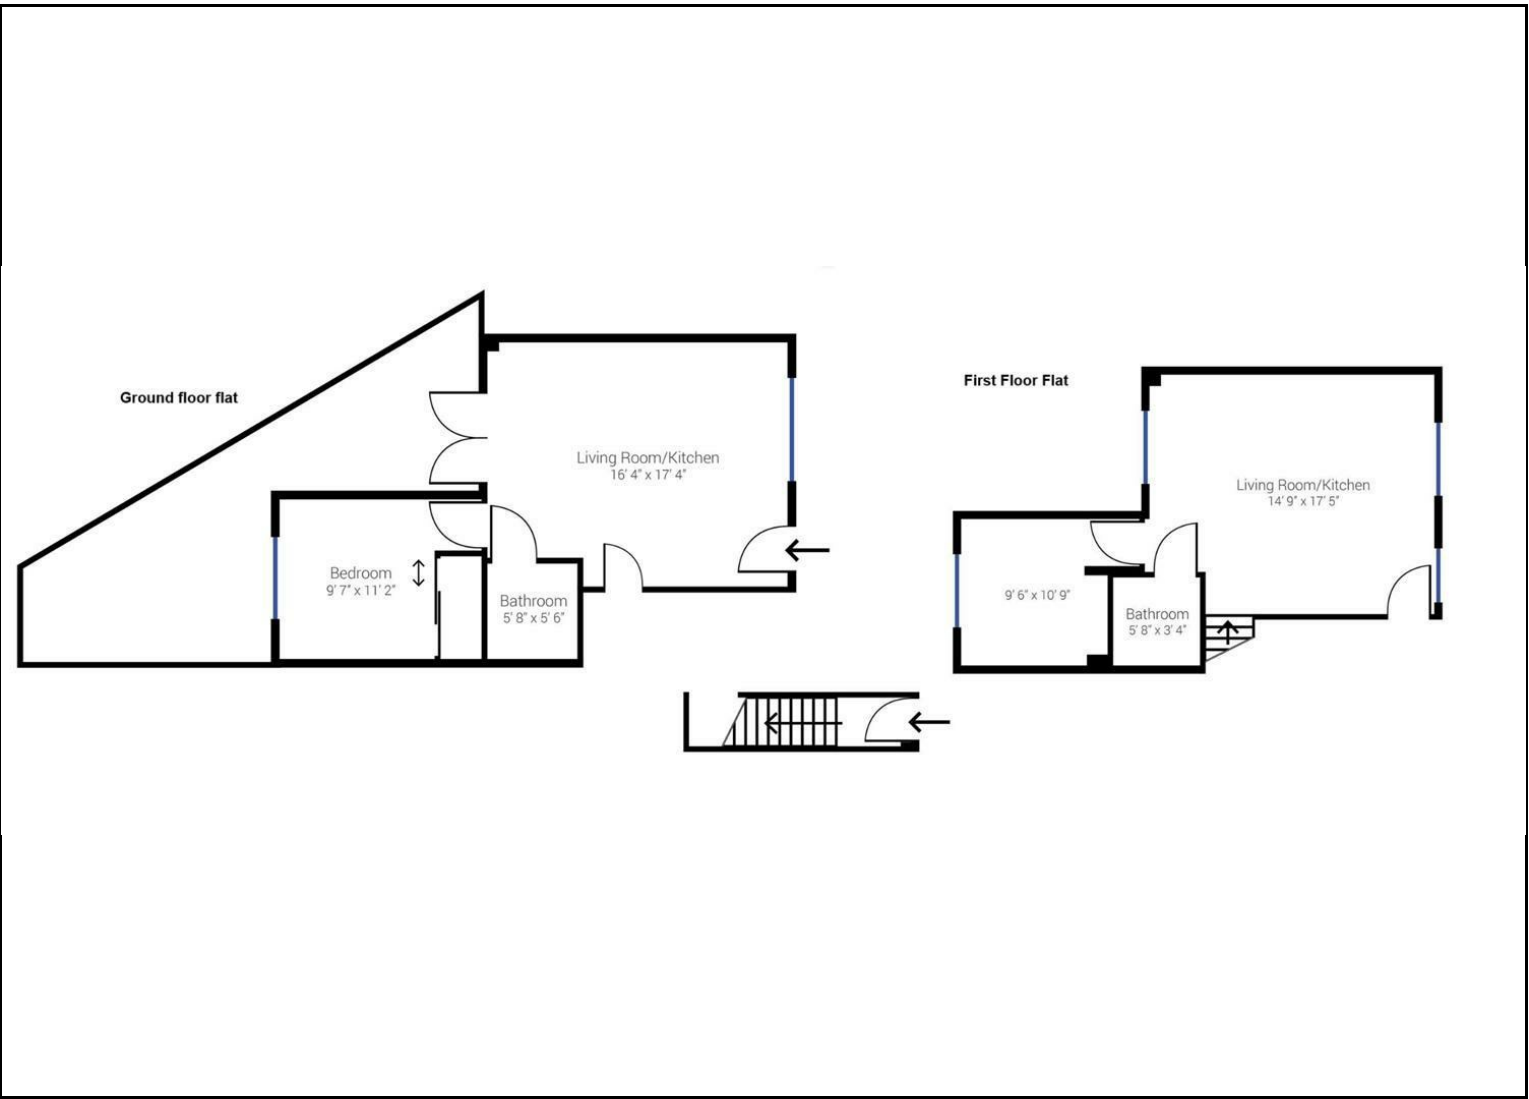 Ground floor flat
Living Room/Kitchen
16' 4" x 17' 4"
Bedroom
9' 7" x 11' 2"
Bathroom
5' 8" x 5' 6"
First Floor Flat
Living Room/Kitchen
14' 9" x 17' 5"
9' 6" x 10' 9"
Bathroom
5' 8" x 3' 4"